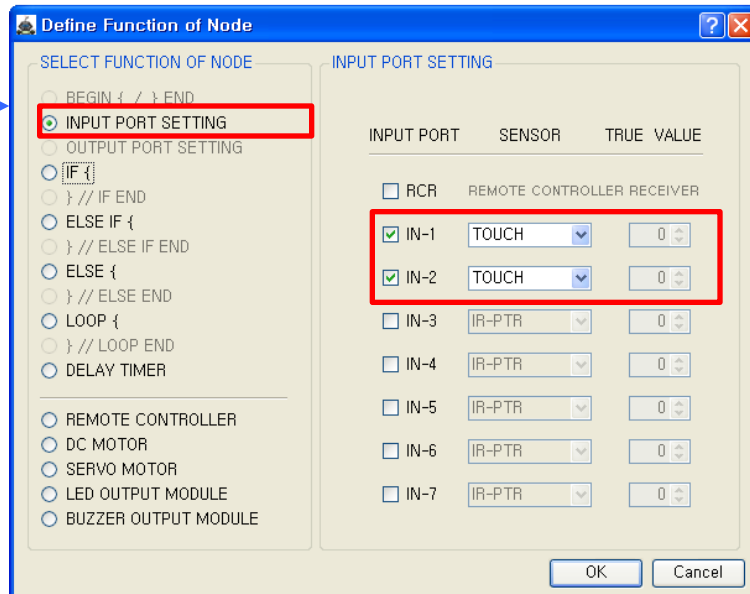 Define Function of Node
SELECT FUNCTION OF NODE
BEGIN { / } END
INPUT PORT SETTING
OUTPUT PORT SETTING
IF {
} // IF END
ELSE IF {
} // ELSE IF END
ELSE {
} // ELSE END
LOOP {
} // LOOP END
DELAY TIMER
REMOTE CONTROLLER
DC MOTOR
SERVO MOTOR
LED OUTPUT MODULE
BUZZER OUTPUT MODULE
INPUT PORT SETTING
INPUT PORT SENSOR TRUE VALUE
RCR REMOTE CONTROLLER RECEIVER
IN-1 TOUCH 0
IN-2 TOUCH 0
IN-3 IR-PTR 0
IN-4 IR-PTR 0
IN-5 IR-PTR 0
IN-6 IR-PTR 0
IN-7 IR-PTR 0
OK Cancel